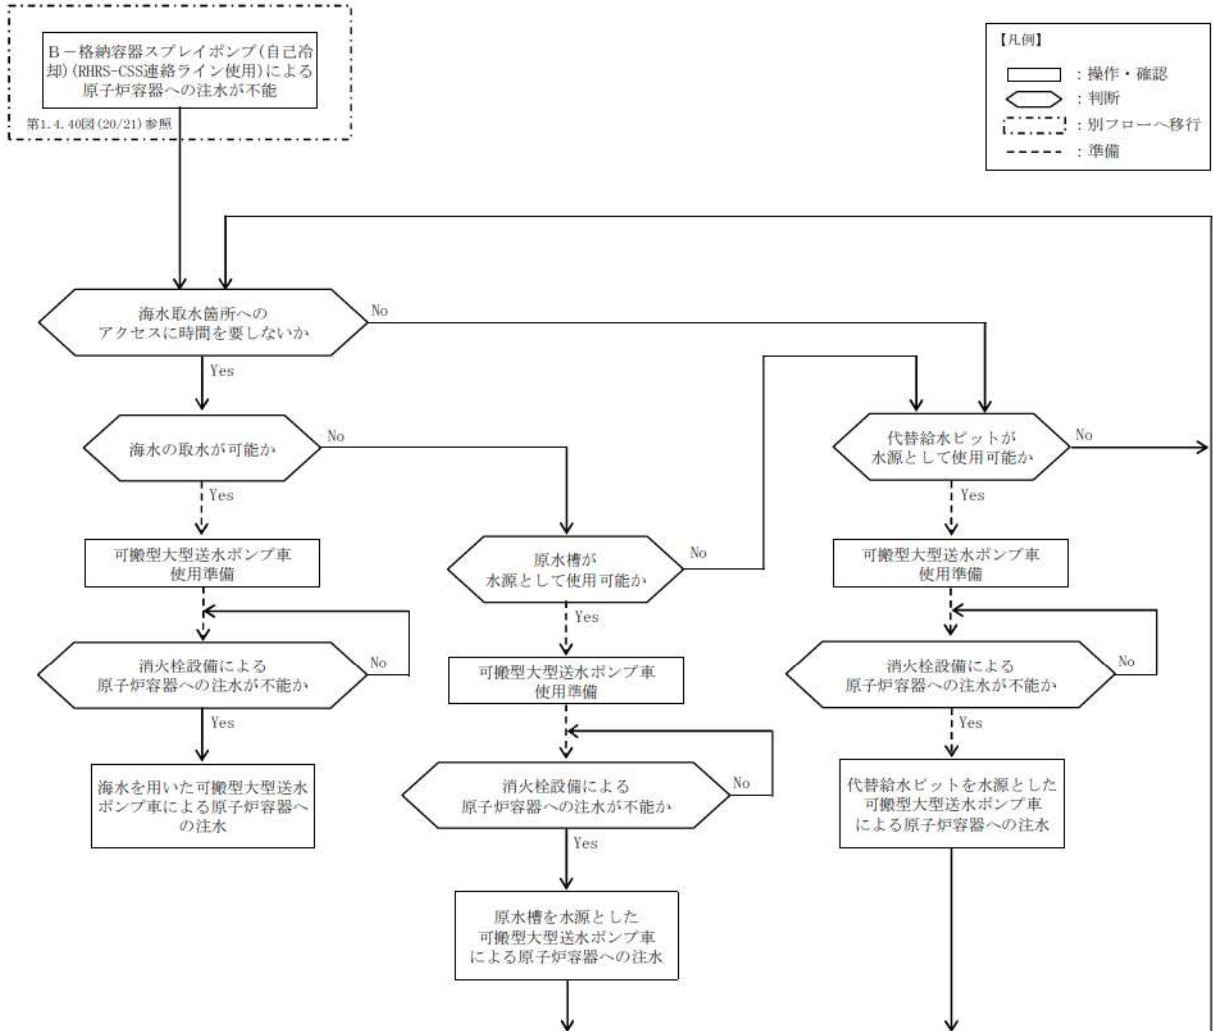 B－格納容器スプレイポンプ(自己冷
却)(RHRS-CSS連絡ライン使用)による
原子炉容器への注水が不能
第1.4.40図(20/21)参照
【凡例】
：操作・確認
：判断
：別フローへ移行
：準備
海水取水箇所への
アクセスに時間を要しないか
No
Yes
海水の取水が可能か
No
Yes
代替給水ピットが
水源として使用可能か
No
Yes
可搬型大型送水ポンプ車
使用準備
原水槽が
水源として使用可能か
No
Yes
可搬型大型送水ポンプ車
使用準備
消火栓設備による
原子炉容器への注水が不能か
No
Yes
可搬型大型送水ポンプ車
使用準備
消火栓設備による
原子炉容器への注水が不能か
No
Yes
海水を用いた可搬型大型送水
ポンプ車による原子炉容器へ
の注水
消火栓設備による
原子炉容器への注水が不能か
No
Yes
代替給水ピットを水源とした
可搬型大型送水ポンプ車
による原子炉容器への注水
原水槽を水源とした
可搬型大型送水ポンプ車
による原子炉容器への注水